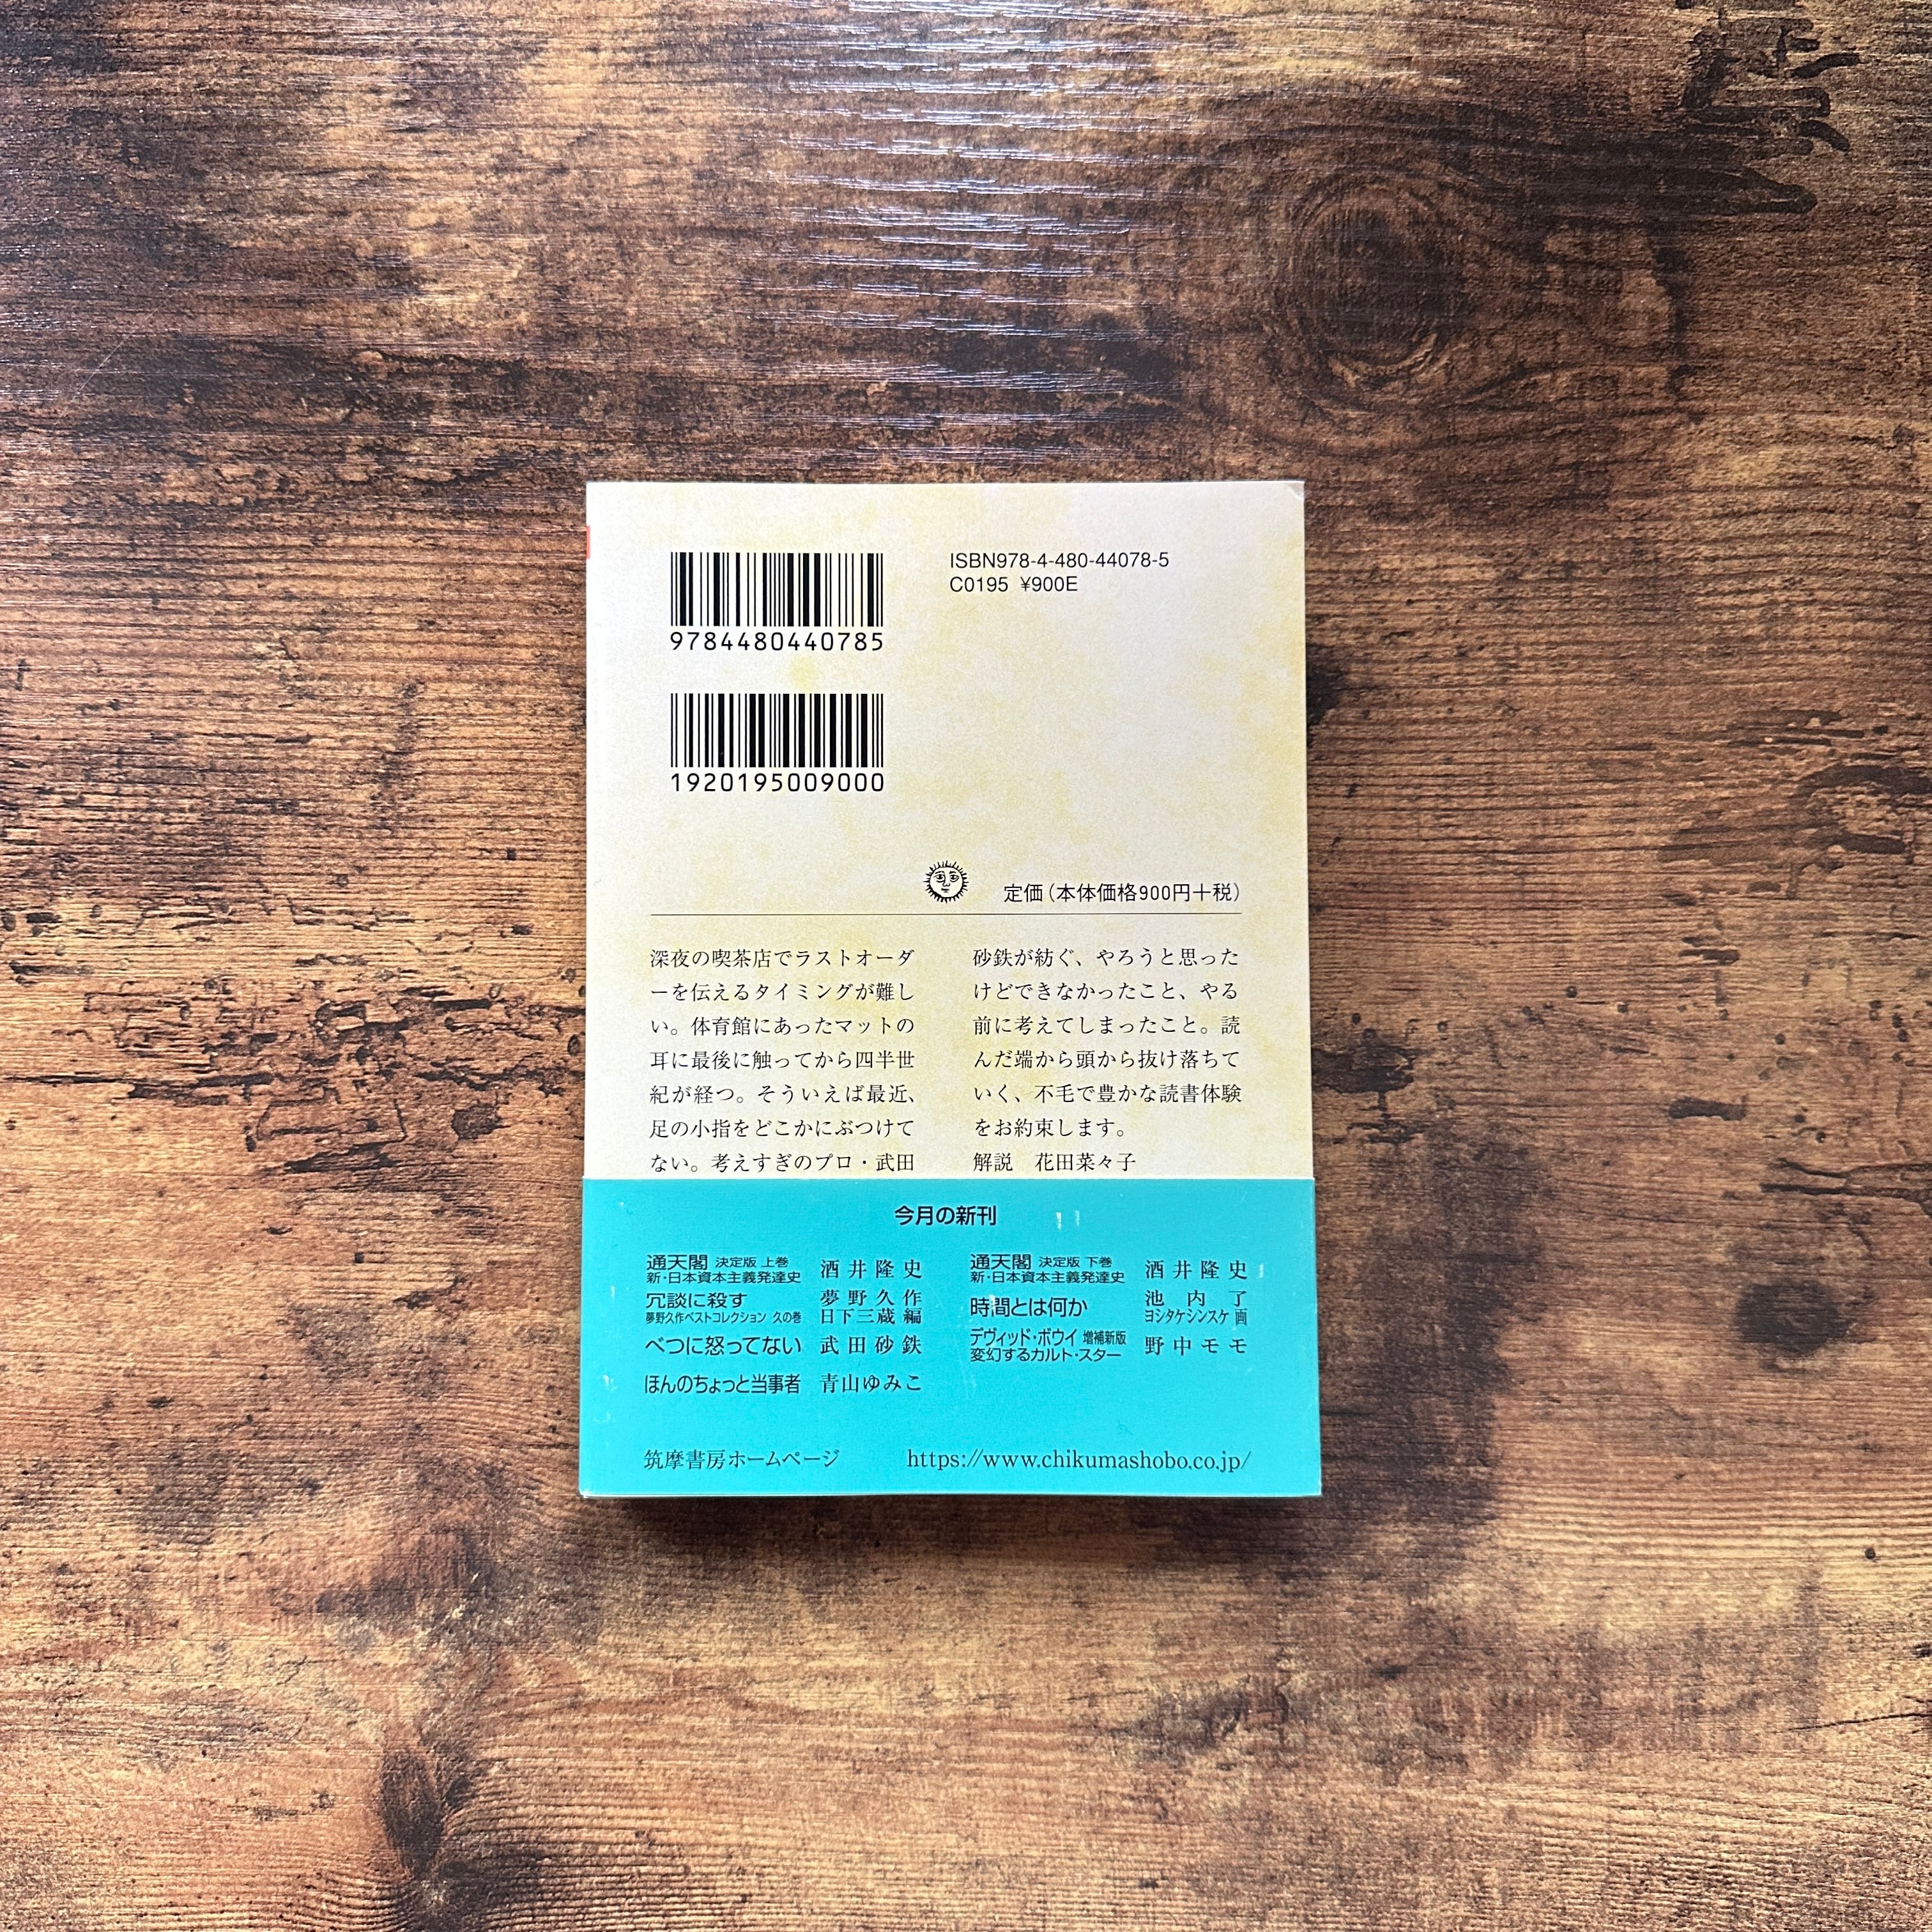 ISBN978-4-480-44078-5
C0195 ¥900E
9784480440785
1920195009000
定価(本体価格900円+税)
深夜の喫茶店でラストオーダ
ーを伝えるタイミングが難し
い。体育館にあったマットの
耳に最後に触ってから四半世
紀が経つ。そういえば最近、
足の小指をどこかにぶつけて
ない。考えすぎのプロ・武田
砂鉄が紡ぐ、やろうと思った
けどできなかったこと、やる
前に考えてしまったこと。読
んだ端から頭から抜け落ちて
いく、不毛で豊かな読書体験
をお約束します。
解説 花田菜々子
今月の新刊
通天閣 決定版 上巻
新・日本資本主義発達史
酒井隆史
冗談に殺す
夢野久作ベストコレクション 久の巻
夢野久作
日下三蔵 編
べつに怒ってない 武田砂鉄
ほんのちょっと当事者 青山ゆみこ
通天閣 決定版 下巻
新・日本資本主義発達史
酒井隆史
時間とは何か
池内了
ヨシタケシンスケ 画
デヴィッド・ボウイ 増補新版
変幻するカルト・スター
野中モモ
筑摩書房ホームページ https://www.chikumashobo.co.jp/